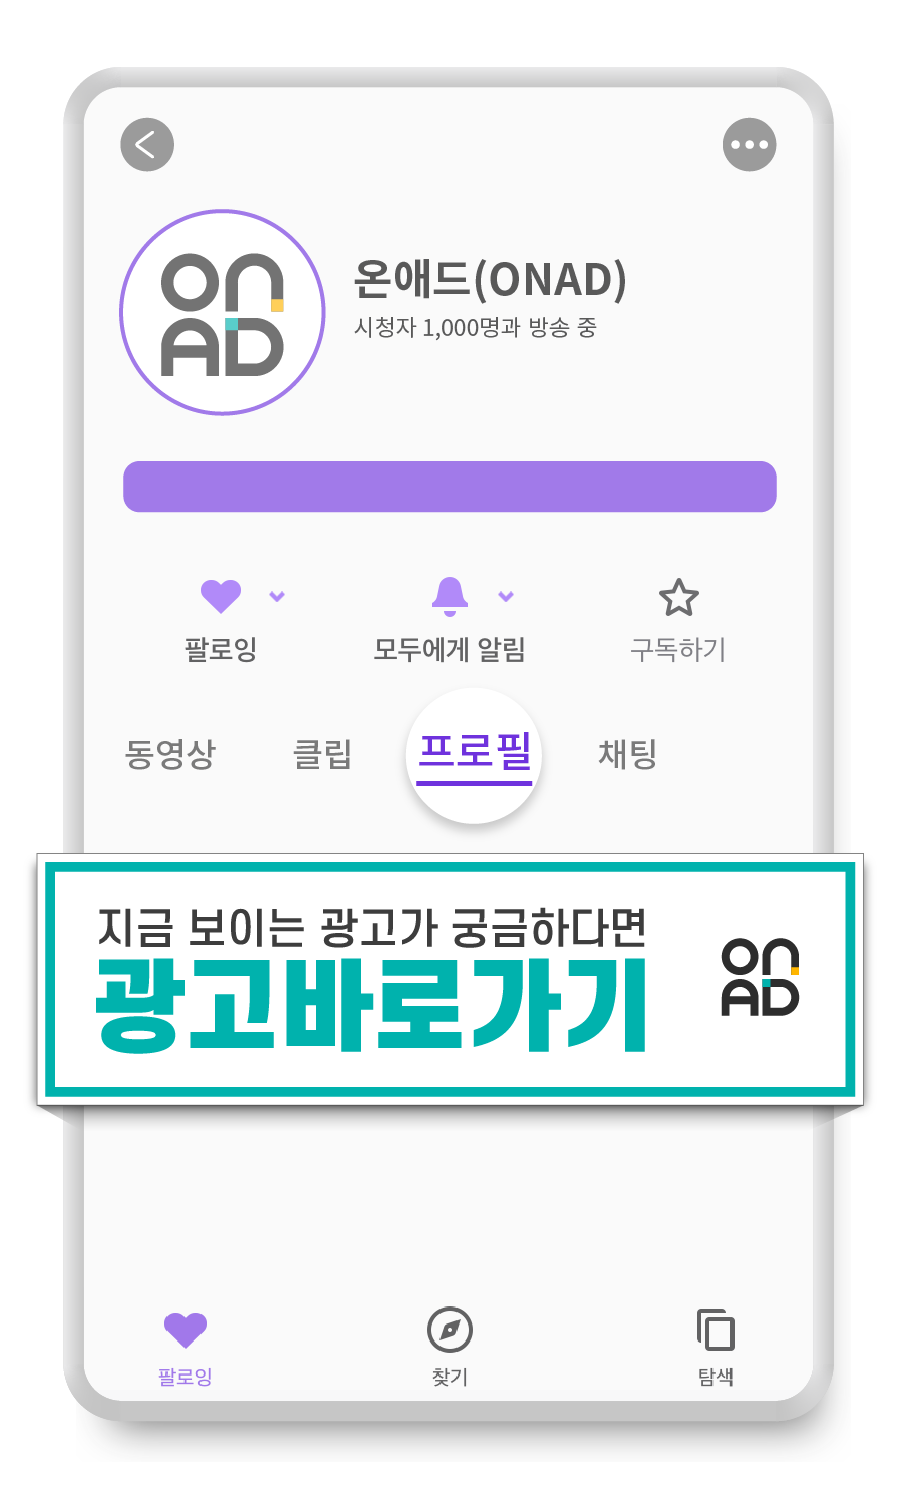 ON
AD
온애드(ONAD)
시청자 1,000명과 방송 중
팔로잉 모두에게 알림 구독하기
동영상 클립 프로필 채팅
지금 보이는 광고가 궁금하다면
광고바로가기
ON
AD
팔로잉 찾기 탐색